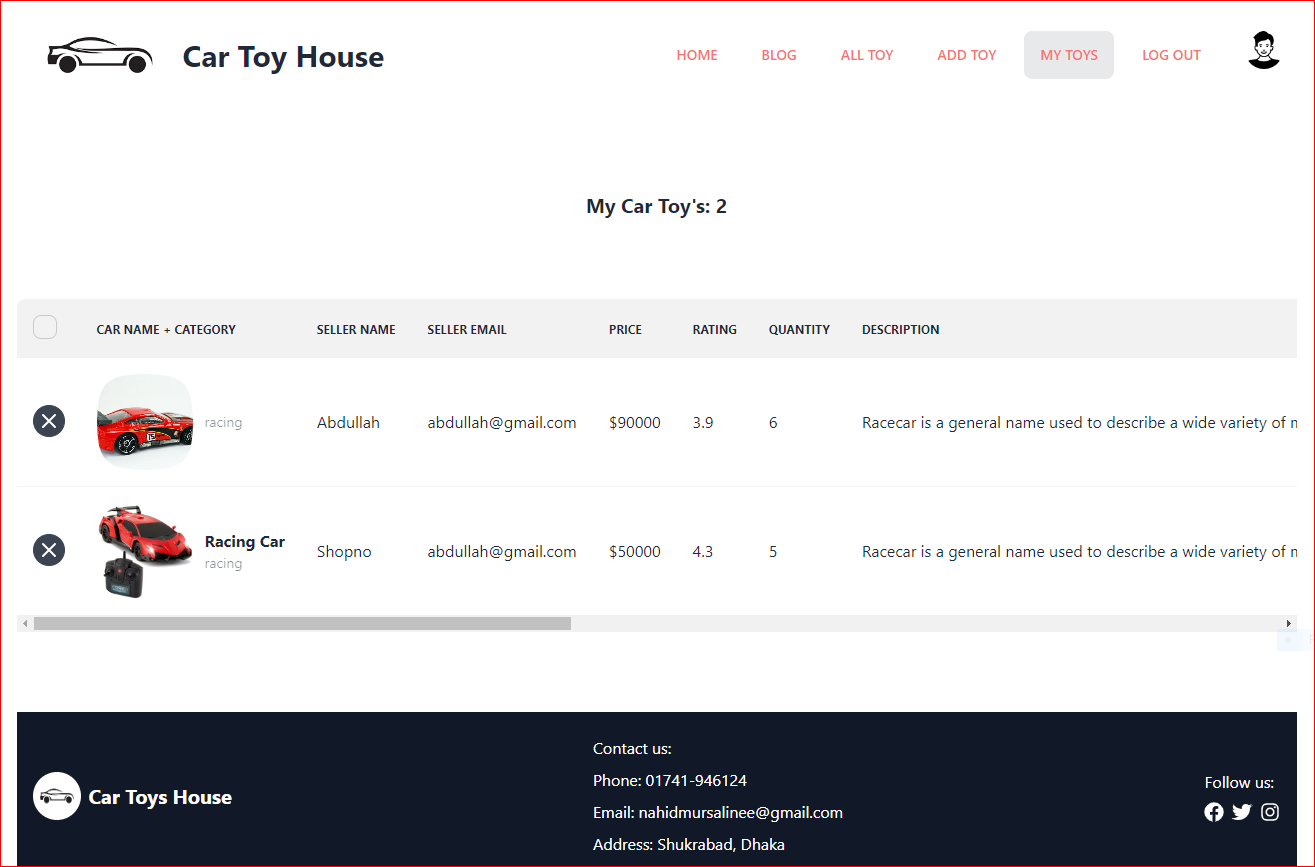 Car Toy House
HOME BLOG ALL TOY ADD TOY MY TOYS LOG OUT
My Car Toy's: 2
CAR NAME + CATEGORY SELLER NAME SELLER EMAIL PRICE RATING QUANTITY DESCRIPTION
racing Abdullah abdullah@gmail.com $90000 3.9 6 Racecar is a general name used to describe a wide variety of
Racing Car
racing
Shopno abdullah@gmail.com $50000 4.3 5 Racecar is a general name used to describe a wide variety of
Car Toys House
Contact us:
Phone: 01741-946124
Email: nahidmursalinee@gmail.com
Address: Shukrabad, Dhaka
Follow us: